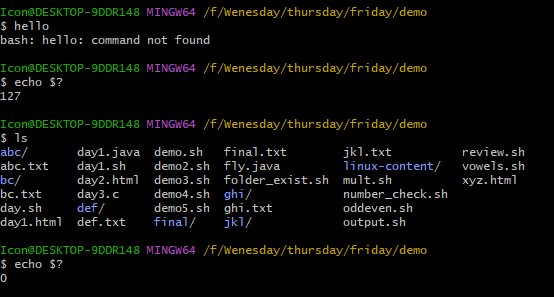 Icon@DESKTOP-9DDR148 MINGW64 /f/Wenesday/thursday/friday/demo
$ hello
bash: hello: command not found
Icon@DESKTOP-9DDR148 MINGW64 /f/Wenesday/thursday/friday/demo
$ echo $?
127
Icon@DESKTOP-9DDR148 MINGW64 /f/Wenesday/thursday/friday/demo
$ ls
abc/ day1.java demo.sh final.txt jkl.txt review.sh
abc.txt day1.sh demo2.sh fly.java linux-content/ vowels.sh
bc/ day2.html demo3.sh folder_exist.sh mult.sh xyz.html
bc.txt day3.c demo4.sh ghi/ number_check.sh
day.sh def/ demo5.sh ghi.txt oddeven.sh
day1.html def.txt final/ jkl/ output.sh
Icon@DESKTOP-9DDR148 MINGW64 /f/Wenesday/thursday/friday/demo
$ echo $?
0